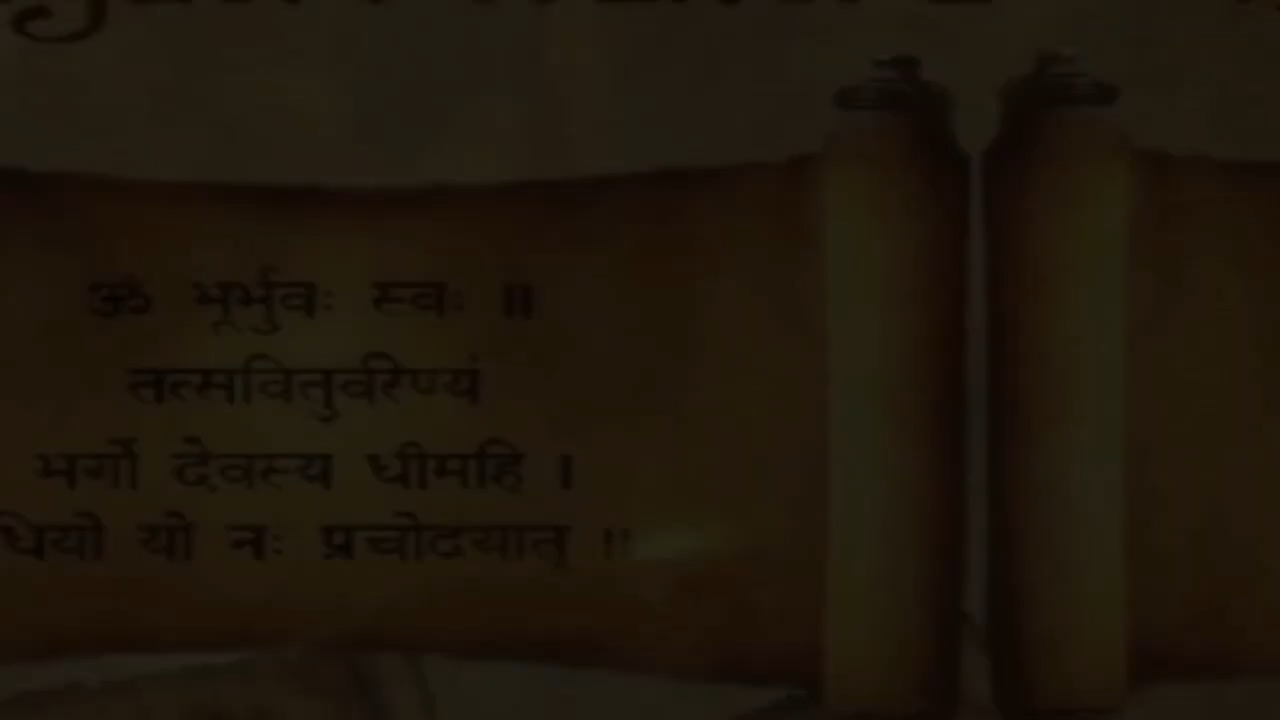 ॐ भूर्भुवः स्वः ॥
तत्सवितुर्वरेण्यं
भर्गो देवस्य धीमहि ।
धियो यो नः प्रचोदयात् ॥